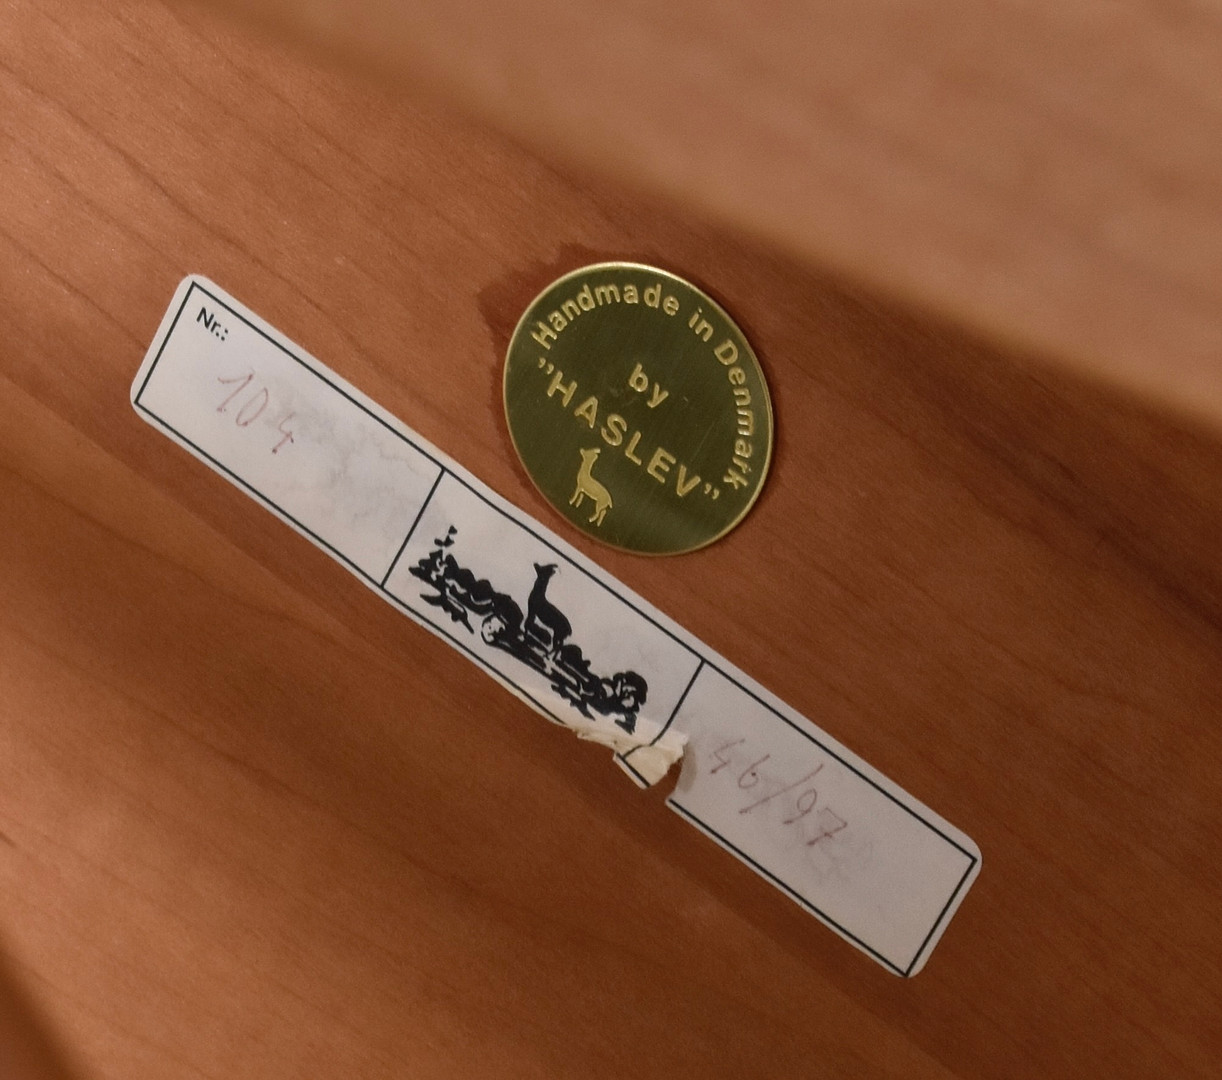 Handmade in Denmark
by
"HASLEV"
Nr.:
104
46/97